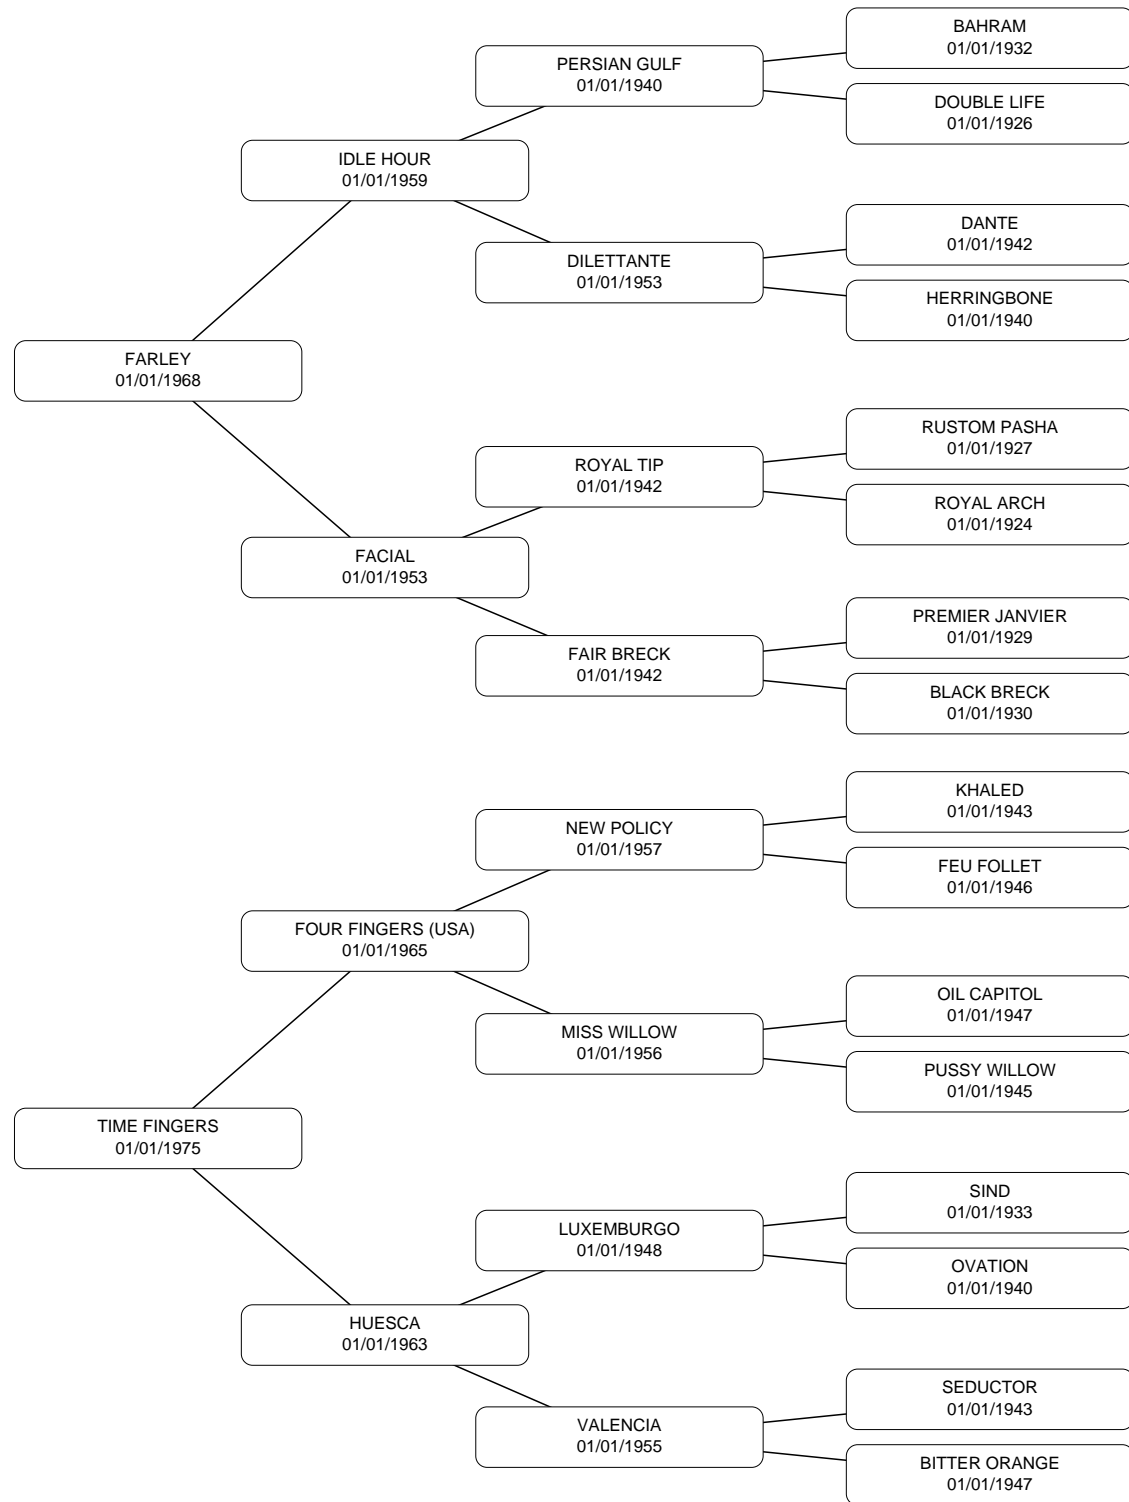 BAHRAM
01/01/1932
PERSIAN GULF
01/01/1940
DOUBLE LIFE
01/01/1926
IDLE HOUR
01/01/1959
DANTE
01/01/1942
DILETTANTE
01/01/1953
HERRINGBONE
01/01/1940
FARLEY
01/01/1968
RUSTOM PASHA
01/01/1927
ROYAL TIP
01/01/1942
ROYAL ARCH
01/01/1924
FACIAL
01/01/1953
PREMIER JANVIER
01/01/1929
FAIR BRECK
01/01/1942
BLACK BRECK
01/01/1930
KHALED
01/01/1943
NEW POLICY
01/01/1957
FEU FOLLET
01/01/1946
FOUR FINGERS (USA)
01/01/1965
OIL CAPITOL
01/01/1947
MISS WILLOW
01/01/1956
PUSSY WILLOW
01/01/1945
TIME FINGERS
01/01/1975
SIND
01/01/1933
LUXEMBURGO
01/01/1948
OVATION
01/01/1940
HUESCA
01/01/1963
SEDUCTOR
01/01/1943
VALENCIA
01/01/1955
BITTER ORANGE
01/01/1947